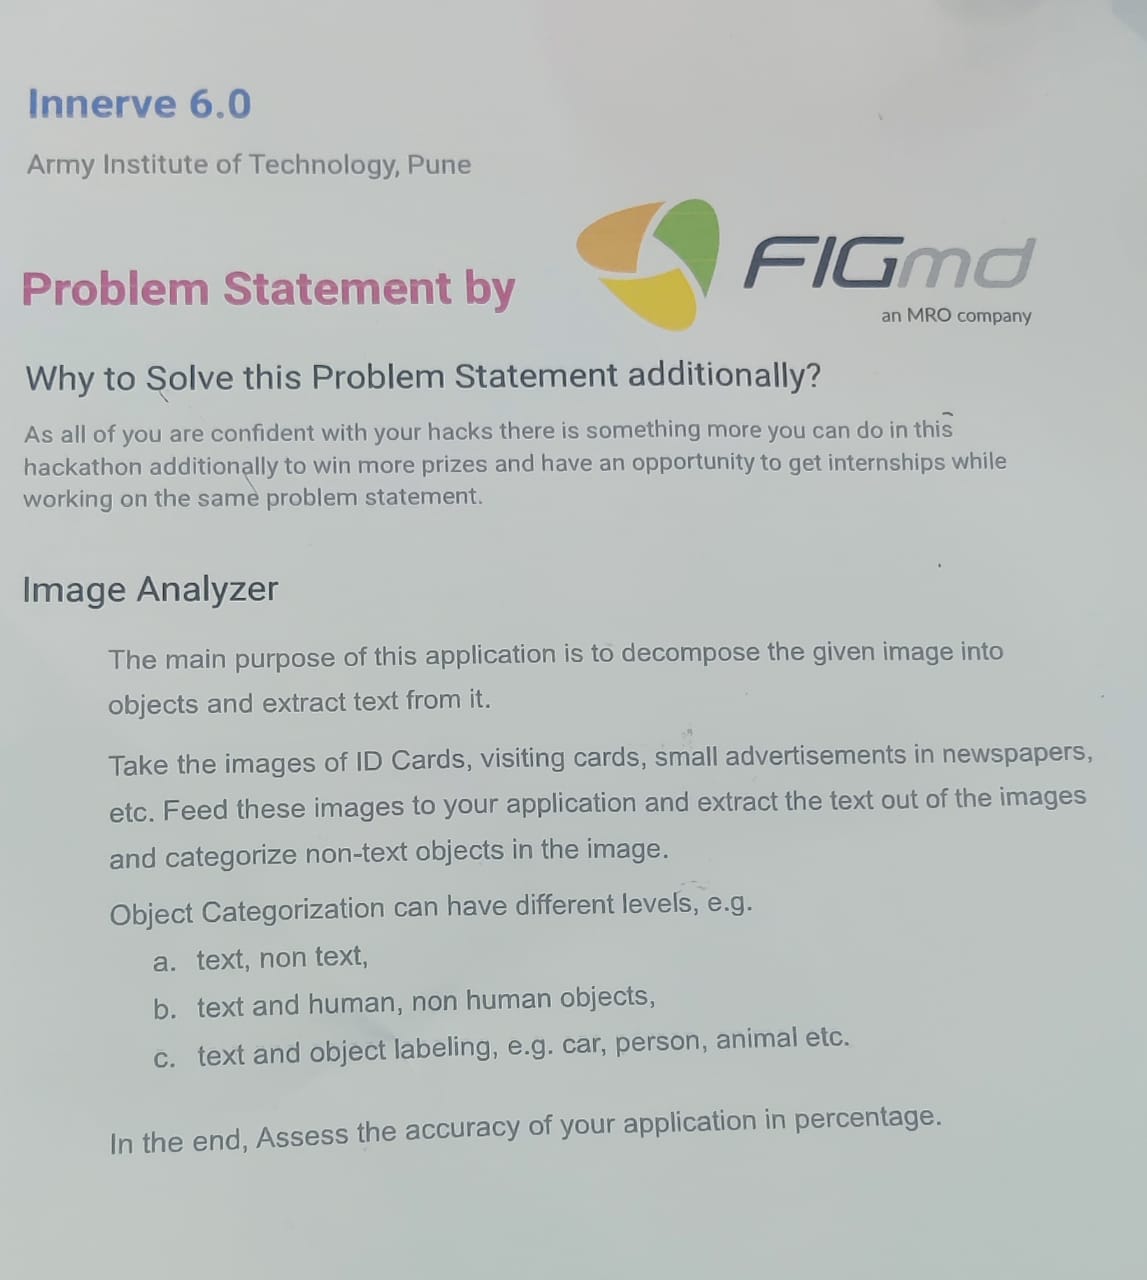 Innerve 6.0
Army Institute of Technology, Pune
FIGmd
an MRO company
Problem Statement by
Why to Solve this Problem Statement additionally?
As all of you are confident with your hacks there is something more you can do in this
hackathon additionally to win more prizes and have an opportunity to get internships while
working on the same problem statement.
Image Analyzer
The main purpose of this application is to decompose the given image into
objects and extract text from it.
Take the images of ID Cards, visiting cards, small advertisements in newspapers,
etc. Feed these images to your application and extract the text out of the images
and categorize non-text objects in the image.
Object Categorization can have different levels, e.g.
a. text, non text,
b. text and human, non human objects,
c. text and object labeling, e.g. car, person, animal etc.
In the end, Assess the accuracy of your application in percentage.